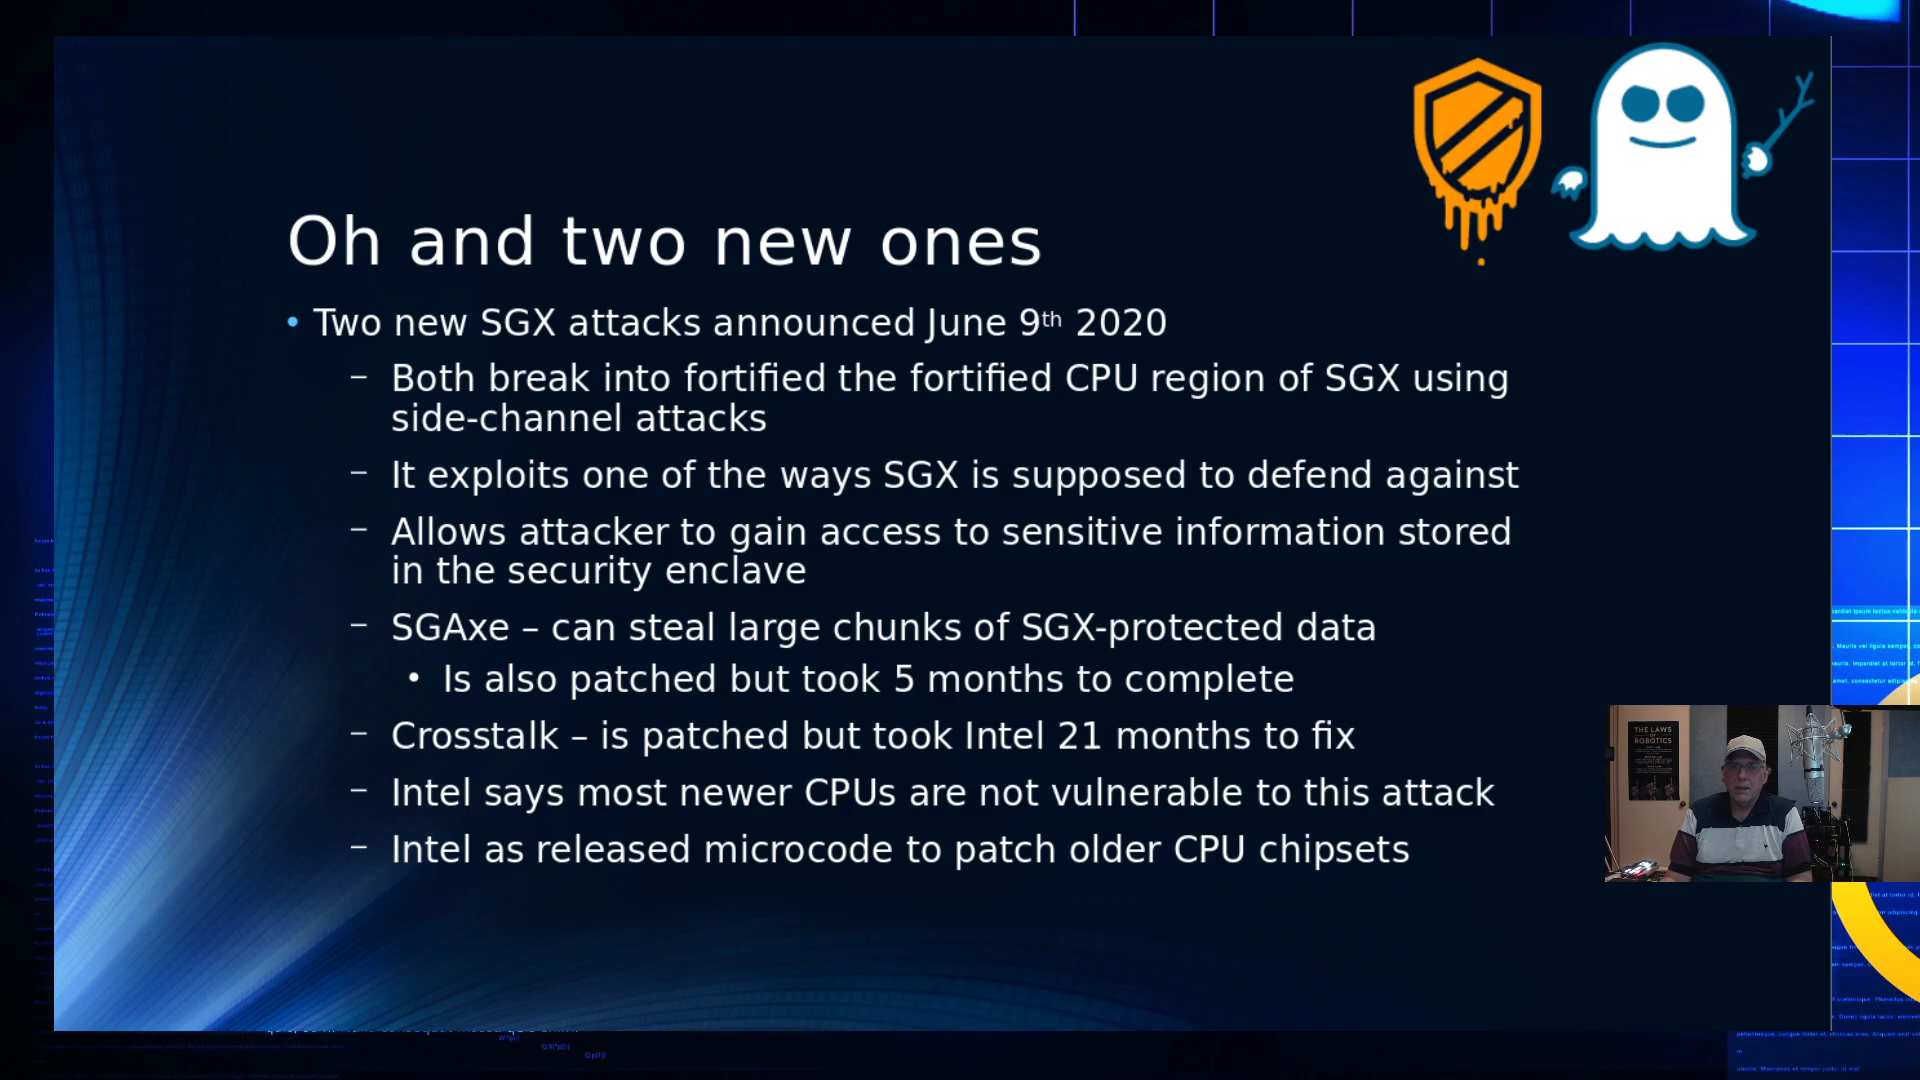 Oh and two new ones
• Two new SGX attacks announced June 9th 2020
– Both break into fortified the fortified CPU region of SGX using
side-channel attacks
– It exploits one of the ways SGX is supposed to defend against
– Allows attacker to gain access to sensitive information stored
in the security enclave
– SGAxe – can steal large chunks of SGX-protected data
• Is also patched but took 5 months to complete
– Crosstalk – is patched but took Intel 21 months to fix
– Intel says most newer CPUs are not vulnerable to this attack
– Intel as released microcode to patch older CPU chipsets
THE LAWS
OF
ROBOTICS